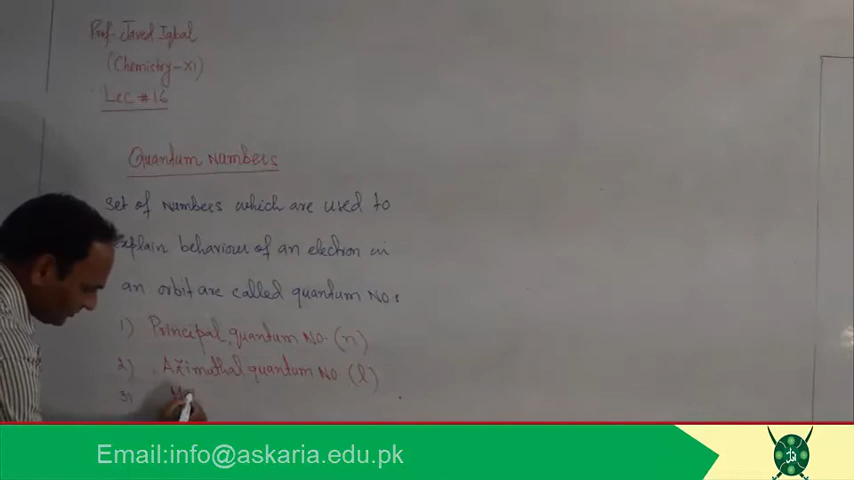 Prof. Javed Iqbal
(Chemistry-XI)
Lec #16
Quantum Numbers
Set of Numbers which are used to
explain behaviour of an electron in
an orbit are called quantum No:
1) Principal quantum No. (n)
2) Azimuthal quantum No (l)
3)
Email:info@askaria.edu.pk